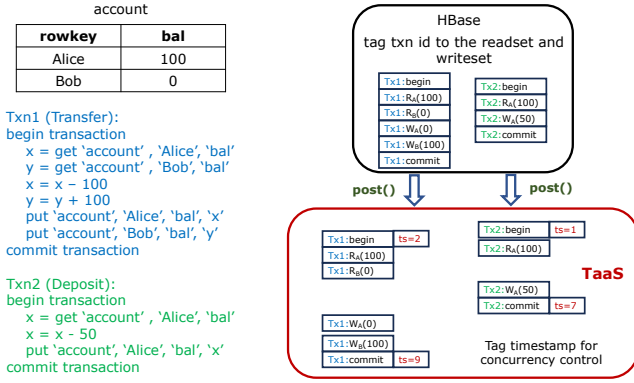 account
rowkey bal
Alice 100
Bob 0
Txn1 (Transfer):
begin transaction
x = get ‘account’ , ‘Alice’, ‘bal’
y = get ‘account’ , ‘Bob’, ‘bal’
x = x – 100
y = y + 100
put ‘account’, ‘Alice’, ‘bal’, ‘x’
put ‘account’, ‘Bob’, ‘bal’, ‘y’
commit transaction
Txn2 (Deposit):
begin transaction
x = get ‘account’ , ‘Alice’, ‘bal’
x = x - 50
put ‘account’, ‘Alice’, ‘bal’, ‘x’
commit transaction
HBase
tag txn id to the readset and
writeset
Tx1:begin
Tx1:RA(100)
Tx1:RB(0)
Tx1:WA(0)
Tx1:WB(100)
Tx1:commit
Tx2:begin
Tx2:RA(100)
Tx2:WA(50)
Tx2:commit
post()
post()
Tx1:begin ts=2
Tx1:RA(100)
Tx1:RB(0)
Tx2:begin ts=1
Tx2:RA(100)
TaaS
Tx2:WA(50)
Tx2:commit ts=7
Tx1:WA(0)
Tx1:WB(100)
Tx1:commit ts=9
Tag timestamp for
concurrency control